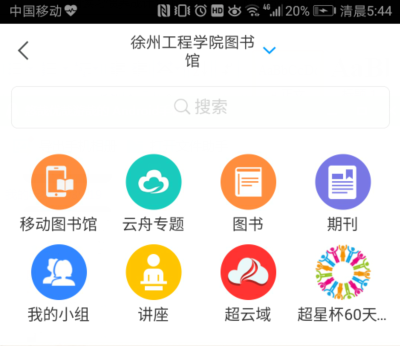 中国移动 HD 4G 20% 清晨5:44
徐州工程学院图书
馆
搜索
移动图书馆 云舟专题 图书 期刊
我的小组 讲座 超云域 超星杯60天...